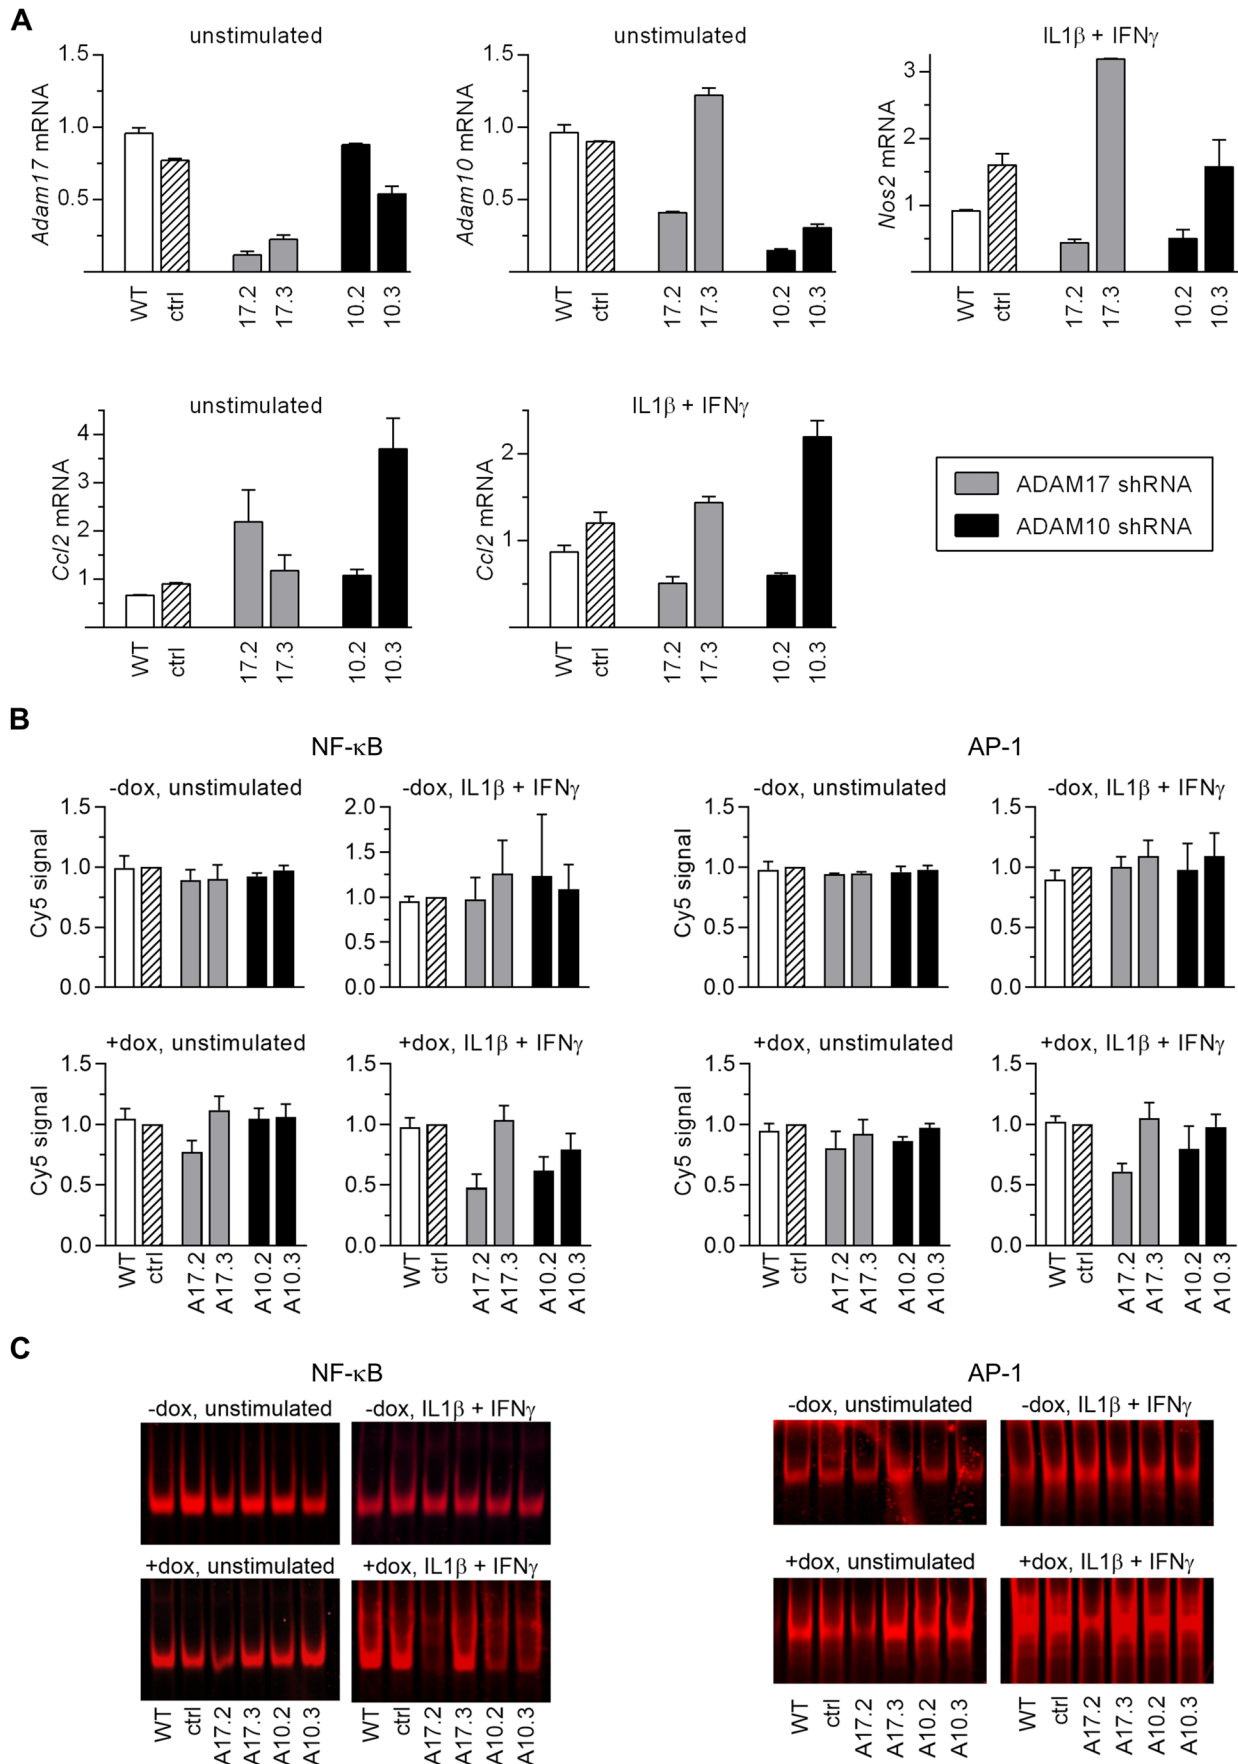 A
unstimulated
1.5
1.0
0.5
Adam17 mRNA
WT
ctrl
17.2
17.3
10.2
10.3
unstimulated
1.5
1.0
0.5
Adam10 mRNA
WT
ctrl
17.2
17.3
10.2
10.3
IL1β + IFNγ
3
2
1
Nos2 mRNA
WT
ctrl
17.2
17.3
10.2
10.3
unstimulated
4
3
2
1
Ccl2 mRNA
WT
ctrl
17.2
17.3
10.2
10.3
IL1β + IFNγ
2
1
Ccl2 mRNA
WT
ctrl
17.2
17.3
10.2
10.3
ADAM17 shRNA
ADAM10 shRNA
B
NF-κB
-dox, unstimulated
1.5
1.0
0.5
0.0
Cy5 signal
-dox, IL1β + IFNγ
2.0
1.5
1.0
0.5
0.0
+dox, unstimulated
1.5
1.0
0.5
0.0
Cy5 signal
WT
ctrl
A17.2
A17.3
A10.2
A10.3
+dox, IL1β + IFNγ
1.5
1.0
0.5
0.0
WT
ctrl
A17.2
A17.3
A10.2
A10.3
AP-1
-dox, unstimulated
1.5
1.0
0.5
0.0
Cy5 signal
-dox, IL1β + IFNγ
1.5
1.0
0.5
0.0
+dox, unstimulated
1.5
1.0
0.5
0.0
Cy5 signal
WT
ctrl
A17.2
A17.3
A10.2
A10.3
+dox, IL1β + IFNγ
1.5
1.0
0.5
0.0
WT
ctrl
A17.2
A17.3
A10.2
A10.3
C
NF-κB
-dox, unstimulated
-dox, IL1β + IFNγ
+dox, unstimulated
+dox, IL1β + IFNγ
WT
ctrl
A17.2
A17.3
A10.2
A10.3
WT
ctrl
A17.2
A17.3
A10.2
A10.3
AP-1
-dox, unstimulated
-dox, IL1β + IFNγ
+dox, unstimulated
+dox, IL1β + IFNγ
WT
ctrl
A17.2
A17.3
A10.2
A10.3
WT
ctrl
A17.2
A17.3
A10.2
A10.3